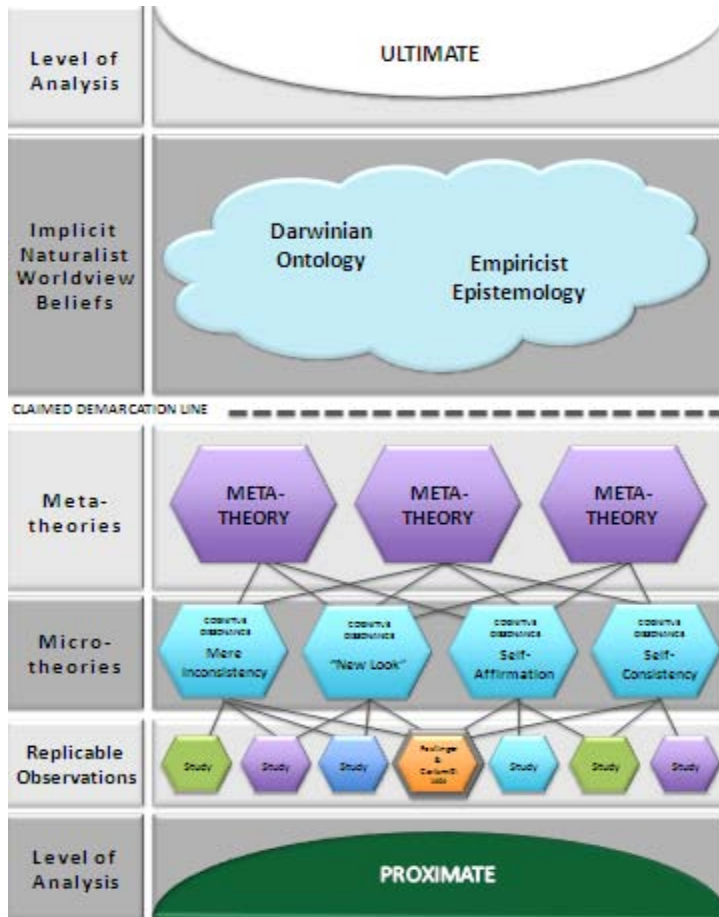 Level of
Analysis
ULTIMATE
Implicit
Naturalist
Worldview
Beliefs
Darwinian
Ontology
Empiricist
Epistemology
CLAIMED DEMARCATION LINE
Meta-
theories
META-
THEORY
META-
THEORY
META-
THEORY
Micro-
theories
COGNITIVE
DISSONANCE
Mere
Inconsistency
COGNITIVE
DISSONANCE
"New Look"
COGNITIVE
DISSONANCE
Self-
Affirmation
COGNITIVE
DISSONANCE
Self-
Consistency
Replicable
Observations
Study
Study
Study
&
Study
Study
Study
Level of
Analysis
PROXIMATE